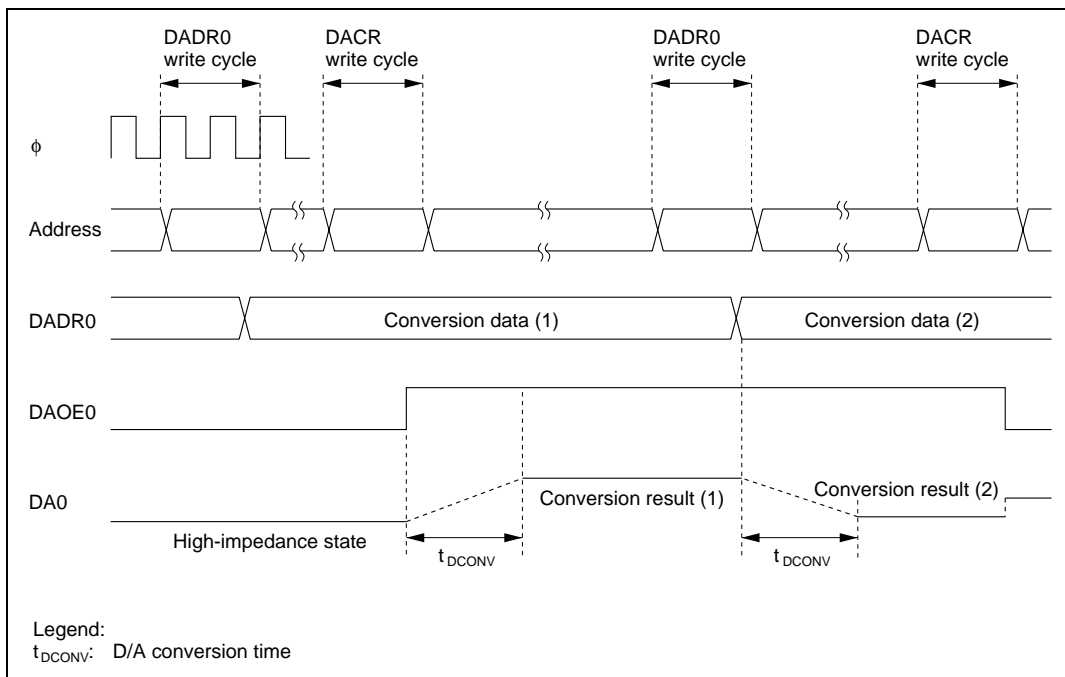 DADR0
write cycle
DACR
write cycle
DADR0
write cycle
DACR
write cycle
ϕ
Address
DADR0
Conversion data (1)
Conversion data (2)
DAOE0
DA0
Conversion result (1)
Conversion result (2)
High-impedance state
tDCONV
tDCONV
Legend:
tDCONV: D/A conversion time